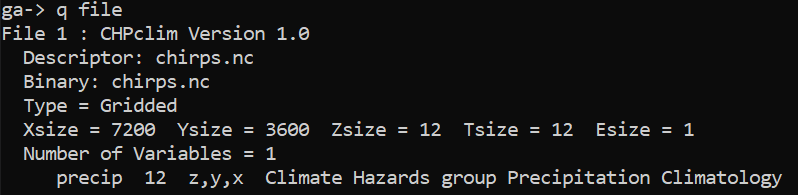 ga-> q file
File 1 : CHPclim Version 1.0
  Descriptor: chirps.nc
  Binary: chirps.nc
  Type = Gridded
  Xsize = 7200  Ysize = 3600  Zsize = 12  Tsize = 12  Esize = 1
  Number of Variables = 1
     precip  12  z,y,x  Climate Hazards group Precipitation Climatology